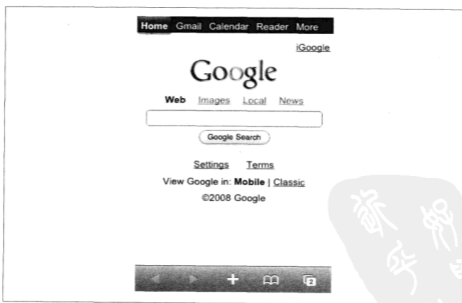 Home Gmail Calendar Reader More
iGoogle
Google
Web Images Local News
Google Search
Settings Terms
View Google in: Mobile | Classic
©2008 Google
2